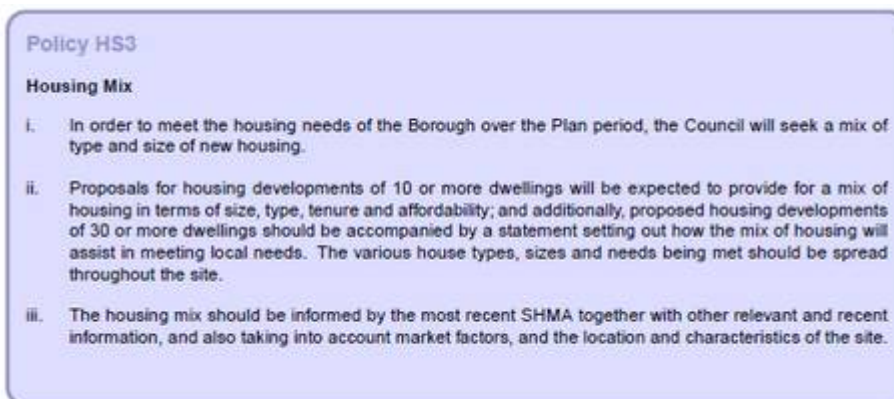 Policy HS3
Housing Mix
i. In order to meet the housing needs of the Borough over the Plan period, the Council will seek a mix of
type and size of new housing.
ii. Proposals for housing developments of 10 or more dwellings will be expected to provide for a mix of
housing in terms of size, type, tenure and affordability; and additionally, proposed housing developments
of 30 or more dwellings should be accompanied by a statement setting out how the mix of housing will
assist in meeting local needs. The various house types, sizes and needs being met should be spread
throughout the site.
iii. The housing mix should be informed by the most recent SHMA together with other relevant and recent
information, and also taking into account market factors, and the location and characteristics of the site.